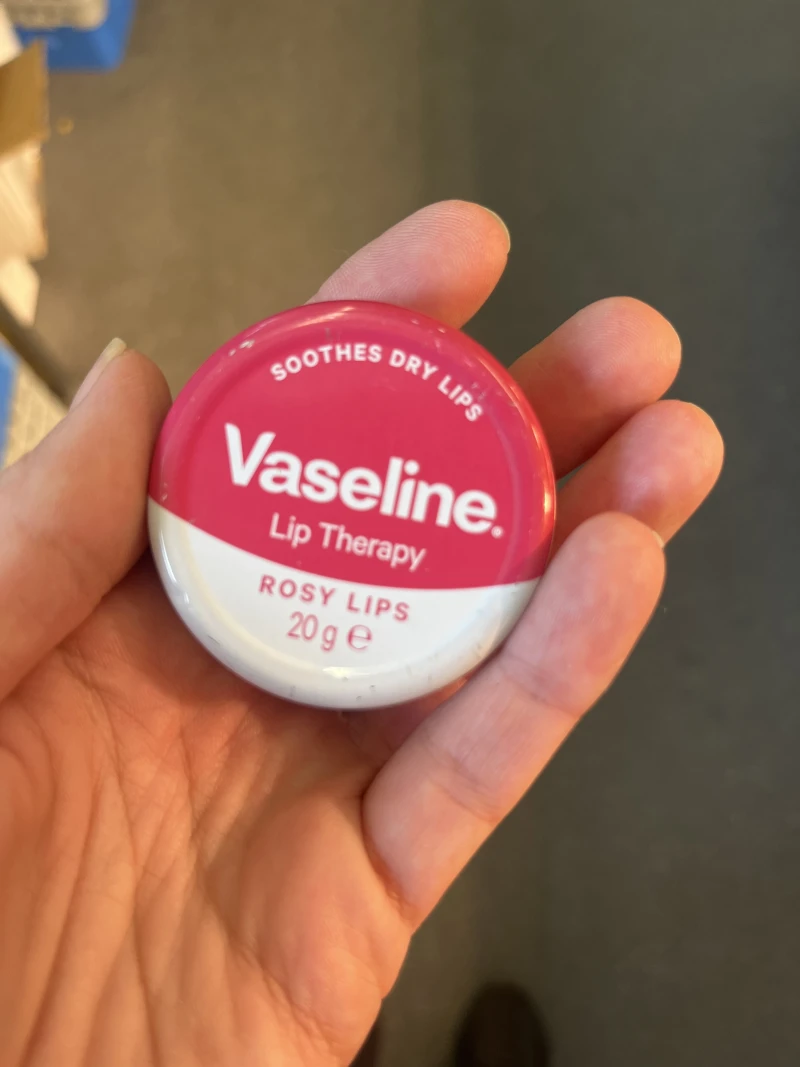 SOOTHES DRY LIPS
Vaseline.
Lip Therapy
ROSY LIPS
20 g ℮